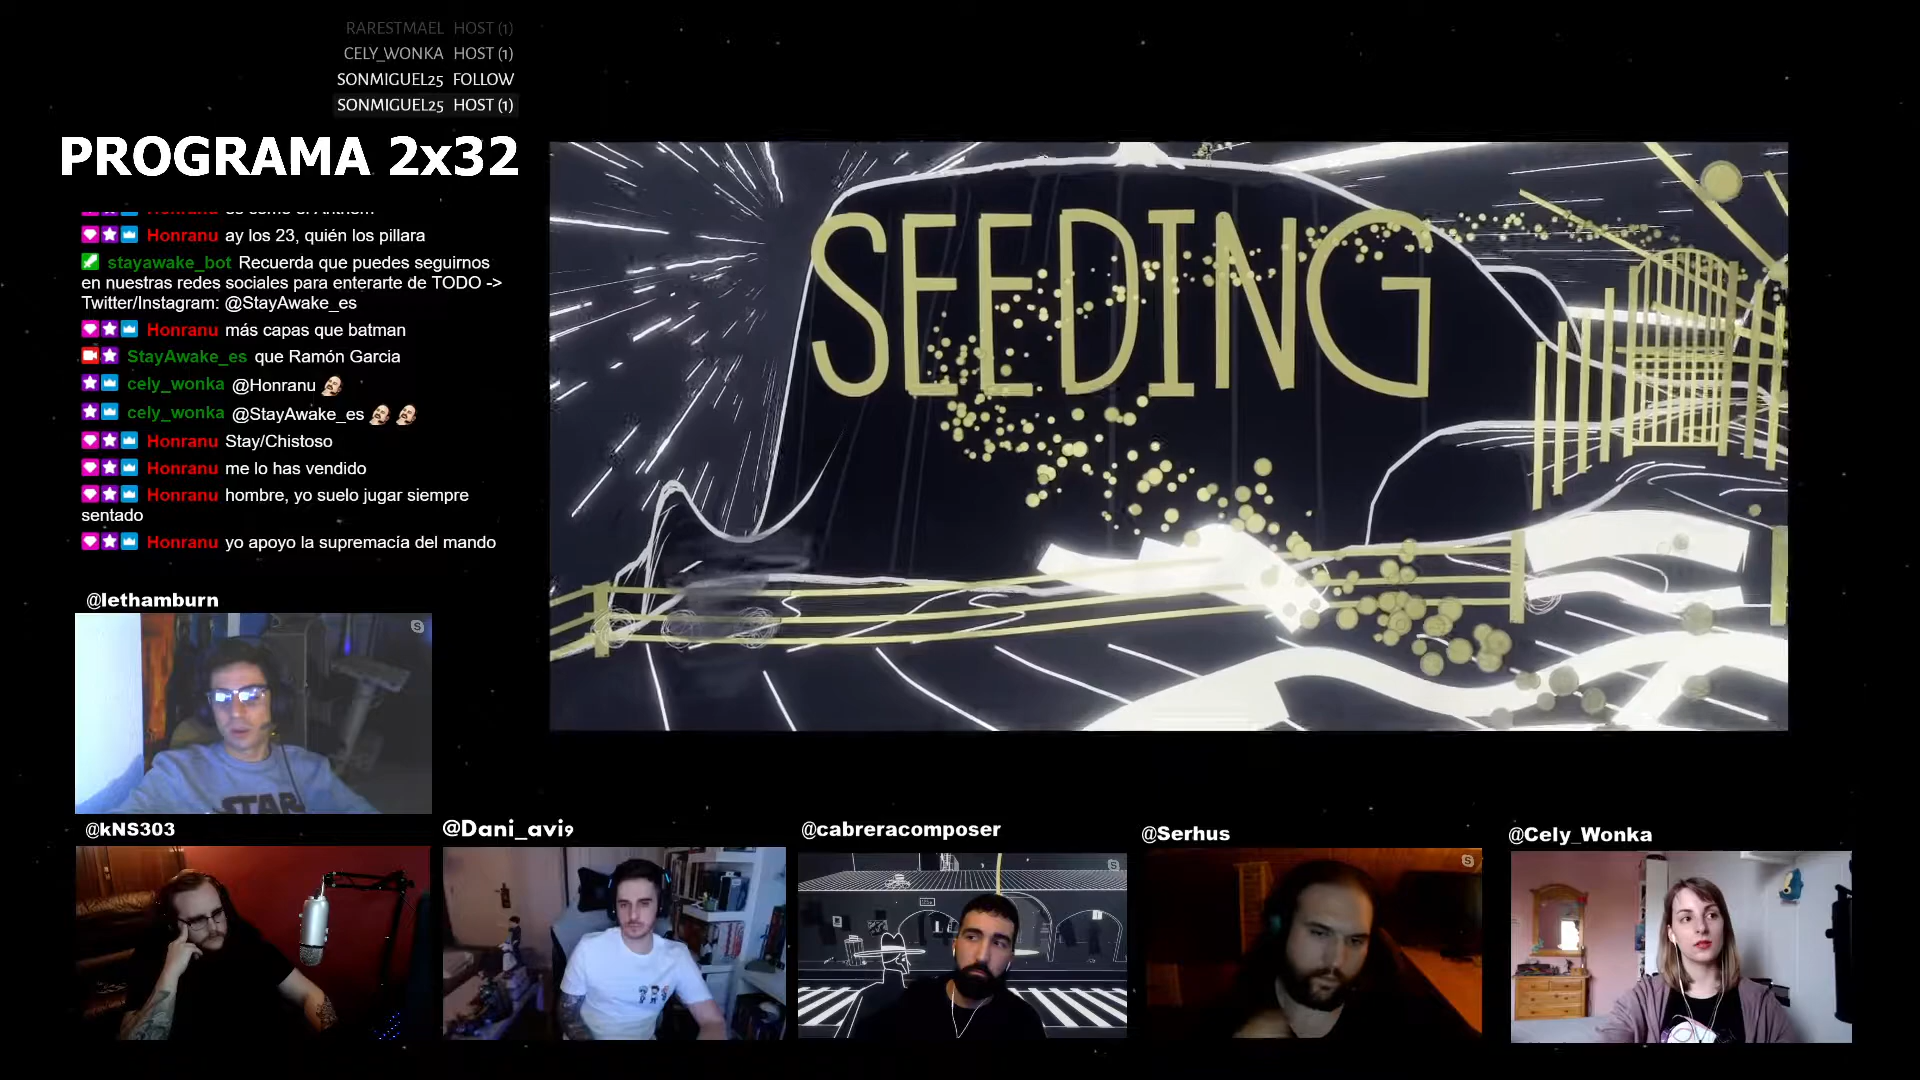 RARESTMAEL HOST (1)
CELY_WONKA HOST (1)
SONMIGUEL25 FOLLOW
SONMIGUEL25 HOST (1)
PROGRAMA 2x32
Honranu ay los 23, quién los pillara
stayawake_bot Recuerda que puedes seguirnos
en nuestras redes sociales para enterarte de TODO ->
Twitter/Instagram: @StayAwake_es
Honranu más capas que batman
StayAwake_es que Ramón Garcia
cely_wonka @Honranu
cely_wonka @StayAwake_es
Honranu Stay/Chistoso
Honranu me lo has vendido
Honranu hombre, yo suelo jugar siempre
sentado
Honranu yo apoyo la supremacía del mando
SEEDING
@lethamburn
STAR
@kNS303
@Dani_avi9
@cabreracomposer
@Serhus
@Cely_Wonka